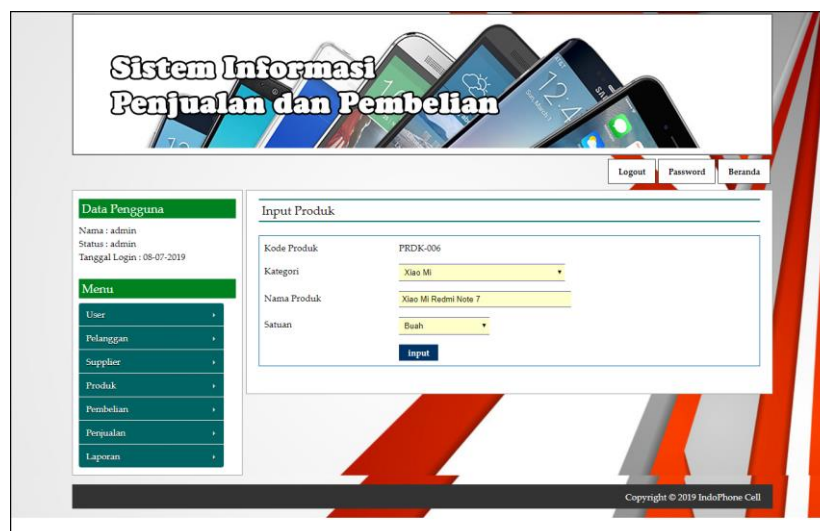 Sistem Informasi
Penjualan dan Pembelian
12:4
Logout Password Beranda
Data Pengguna
Nama : admin
Status : admin
Tanggal Login : 08-07-2019
Menu
User
Pelanggan
Supplier
Produk
Pembelian
Penjualan
Laporan
Input Produk
Kode Produk PRDK-006
Kategori Xiao Mi
Nama Produk Xiao Mi Redmi Note 7
Satuan Buah
input
Copyright © 2019 IndoPhone Cell